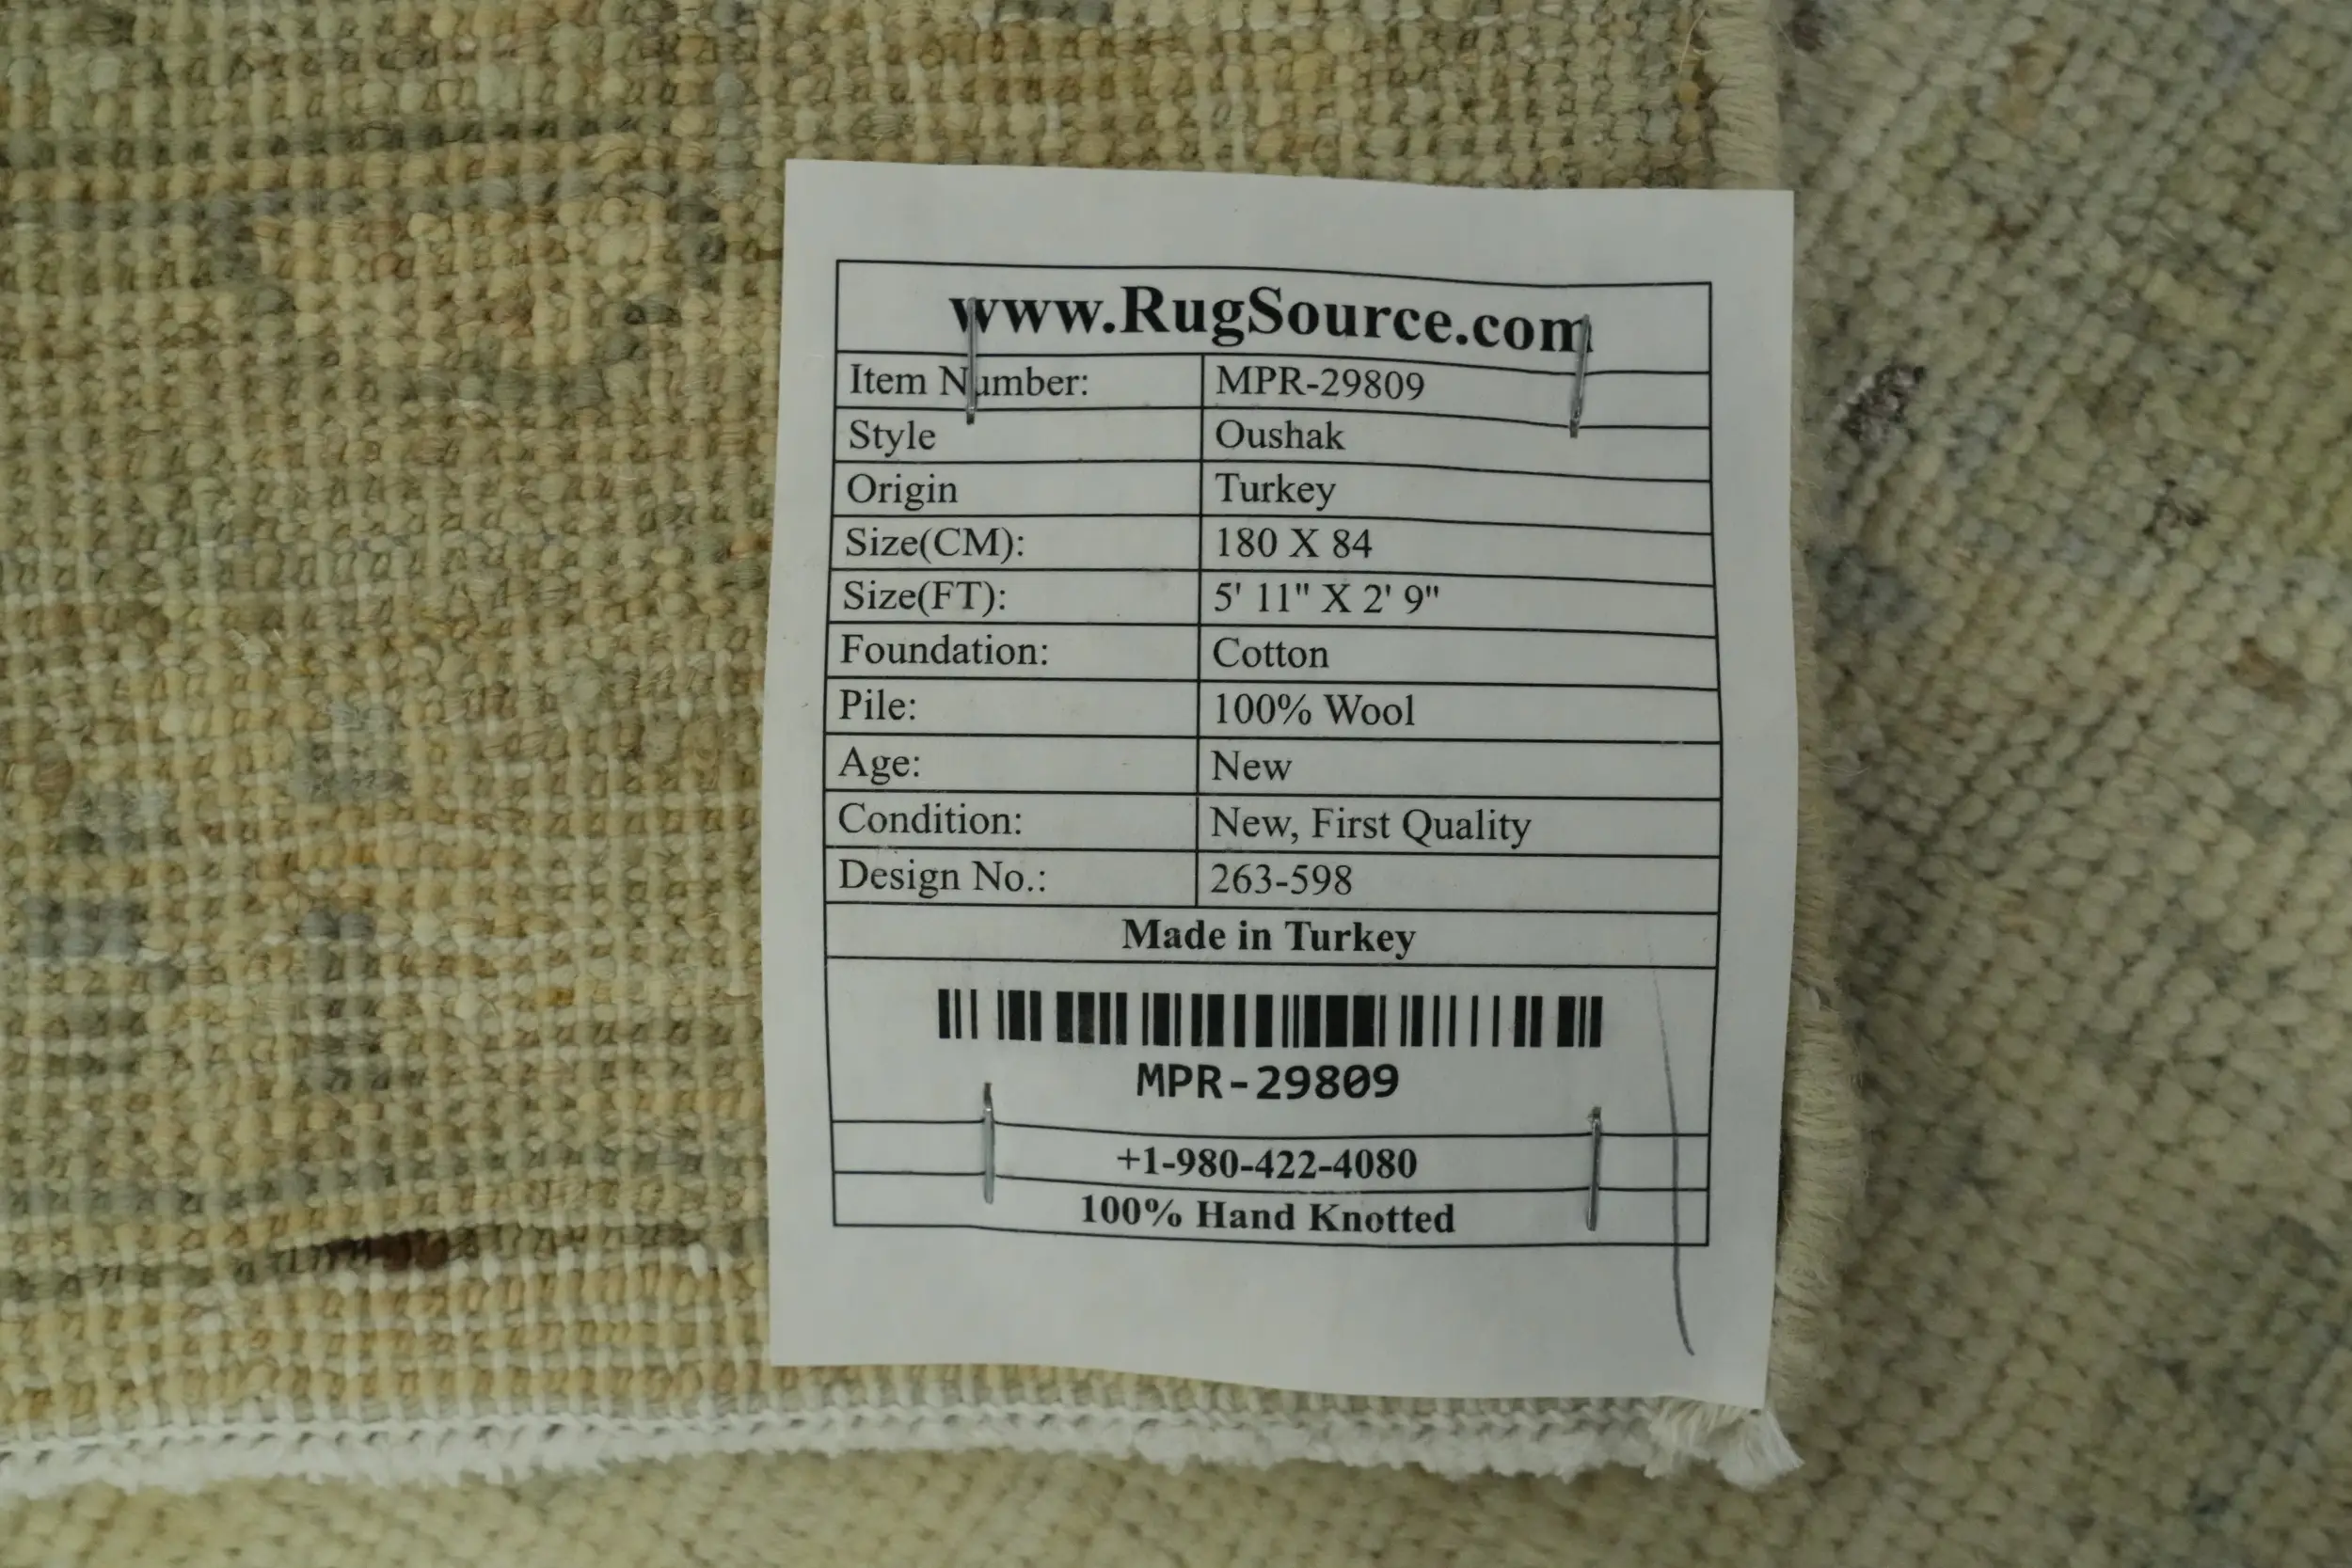 www.RugSource.com
Item Number: MPR-29809
Style Oushak
Origin Turkey
Size(CM): 180 X 84
Size(FT): 5' 11" X 2' 9"
Foundation: Cotton
Pile: 100% Wool
Age: New
Condition: New, First Quality
Design No.: 263-598
Made in Turkey
MPR-29809
+1-980-422-4080
100% Hand Knotted